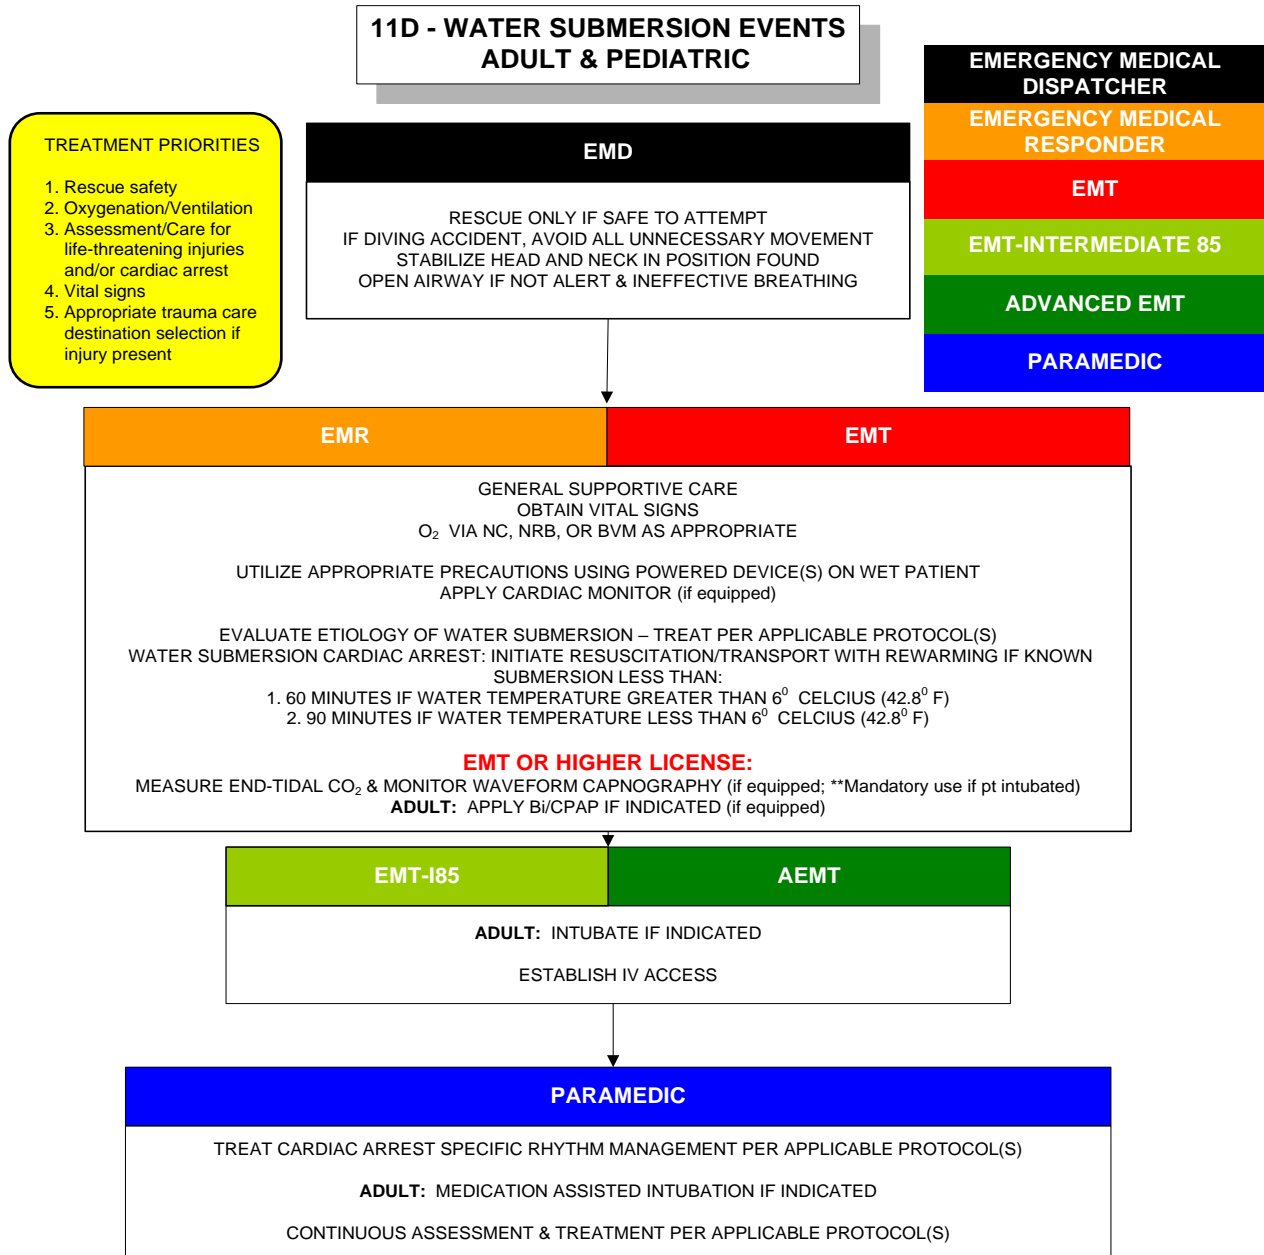 11D - WATER SUBMERSION EVENTS
ADULT & PEDIATRIC
EMERGENCY MEDICAL
DISPATCHER
EMERGENCY MEDICAL
RESPONDER
EMT
EMT-INTERMEDIATE 85
ADVANCED EMT
PARAMEDIC
TREATMENT PRIORITIES
1. Rescue safety
2. Oxygenation/Ventilation
3. Assessment/Care for
life-threatening injuries
and/or cardiac arrest
4. Vital signs
5. Appropriate trauma care
destination selection if
injury present
EMD
RESCUE ONLY IF SAFE TO ATTEMPT
IF DIVING ACCIDENT, AVOID ALL UNNECESSARY MOVEMENT
STABILIZE HEAD AND NECK IN POSITION FOUND
OPEN AIRWAY IF NOT ALERT & INEFFECTIVE BREATHING
EMR
EMT
GENERAL SUPPORTIVE CARE
OBTAIN VITAL SIGNS
O₂ VIA NC, NRB, OR BVM AS APPROPRIATE
UTILIZE APPROPRIATE PRECAUTIONS USING POWERED DEVICE(S) ON WET PATIENT
APPLY CARDIAC MONITOR (if equipped)
EVALUATE ETIOLOGY OF WATER SUBMERSION – TREAT PER APPLICABLE PROTOCOL(S)
WATER SUBMERSION CARDIAC ARREST: INITIATE RESUSCITATION/TRANSPORT WITH REWARMING IF KNOWN
SUBMERSION LESS THAN:
1. 60 MINUTES IF WATER TEMPERATURE GREATER THAN 6⁰ CELCIUS (42.8⁰ F)
2. 90 MINUTES IF WATER TEMPERATURE LESS THAN 6⁰ CELCIUS (42.8⁰ F)
EMT OR HIGHER LICENSE:
MEASURE END-TIDAL CO₂ & MONITOR WAVEFORM CAPNOGRAPHY (if equipped; **Mandatory use if pt intubated)
ADULT: APPLY Bi/CPAP IF INDICATED (if equipped)
EMT-I85
AEMT
ADULT: INTUBATE IF INDICATED
ESTABLISH IV ACCESS
PARAMEDIC
TREAT CARDIAC ARREST SPECIFIC RHYTHM MANAGEMENT PER APPLICABLE PROTOCOL(S)
ADULT: MEDICATION ASSISTED INTUBATION IF INDICATED
CONTINUOUS ASSESSMENT & TREATMENT PER APPLICABLE PROTOCOL(S)